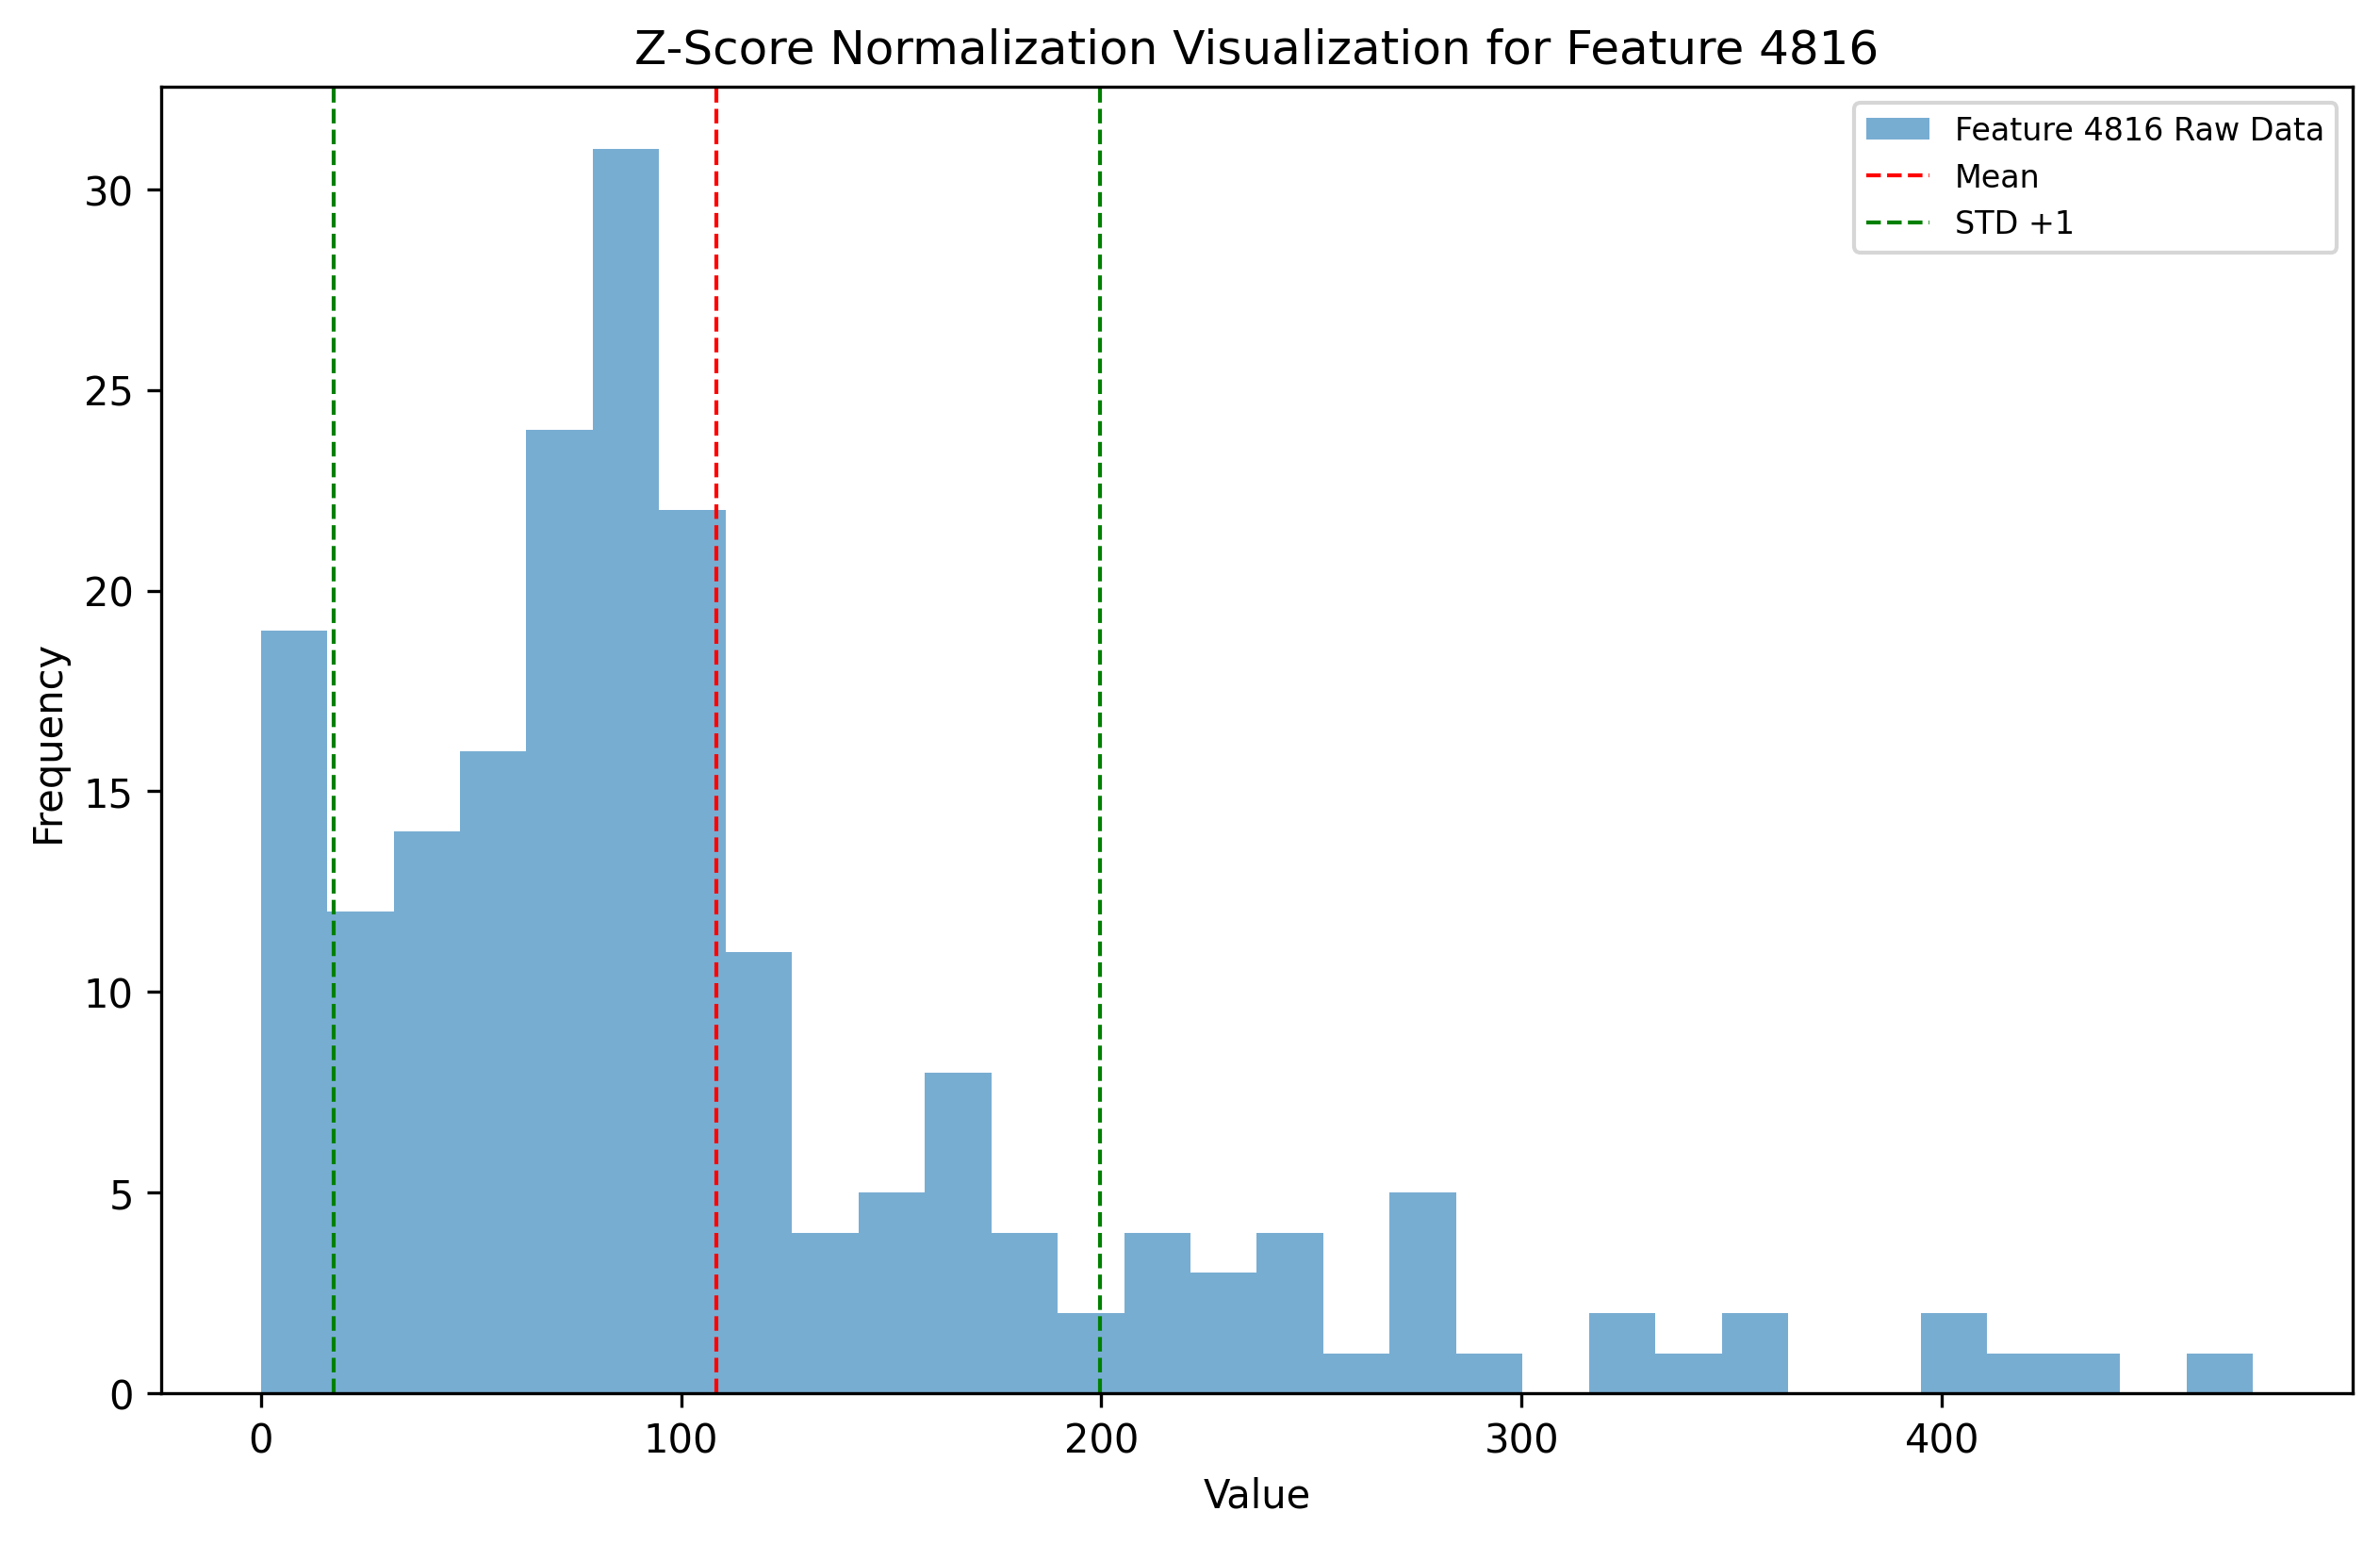 Z-Score Normalization Visualization for Feature 4816
Feature 4816 Raw Data
Mean
STD +1
30
25
20
15
10
5
0
Frequency
0 100 200 300 400
Value